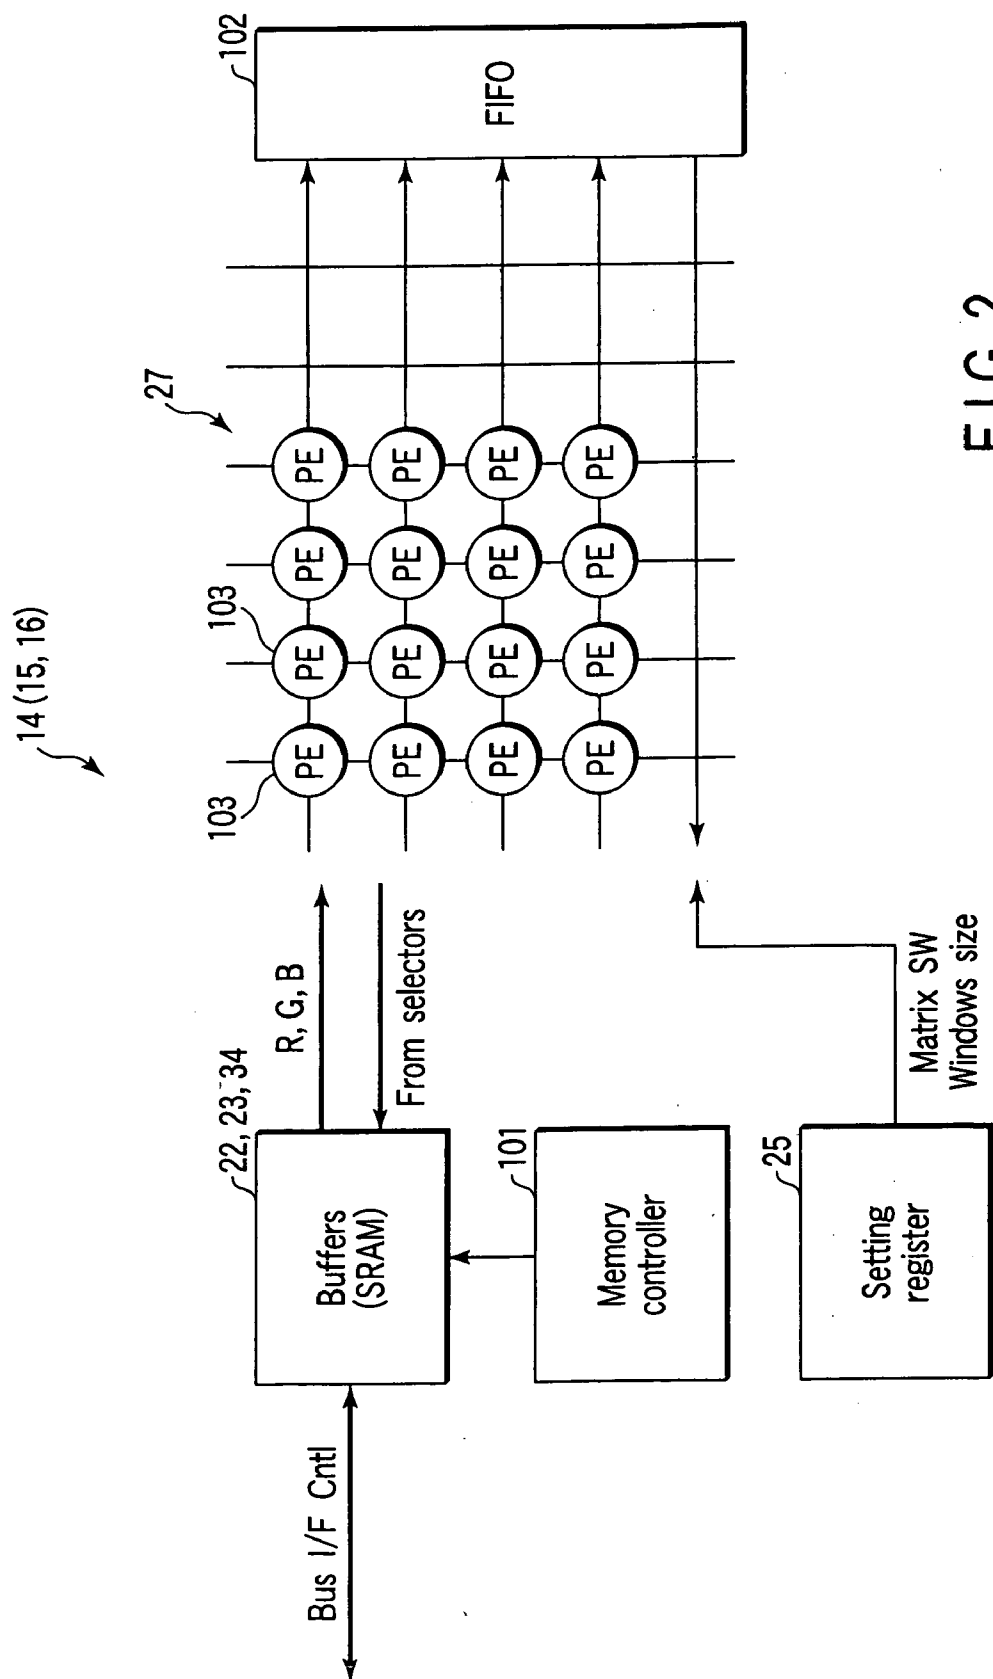 14 (15, 16)
27
22, 23, 34
103
103
102
R, G, B
Bus I/F Cntl
Buffers
(SRAM)
From selectors
PE PE PE PE
PE PE PE PE
PE PE PE PE
PE PE PE PE
FIFO
101
Memory
controller
25
Setting
register
Matrix SW
Windows size
FIG. 2